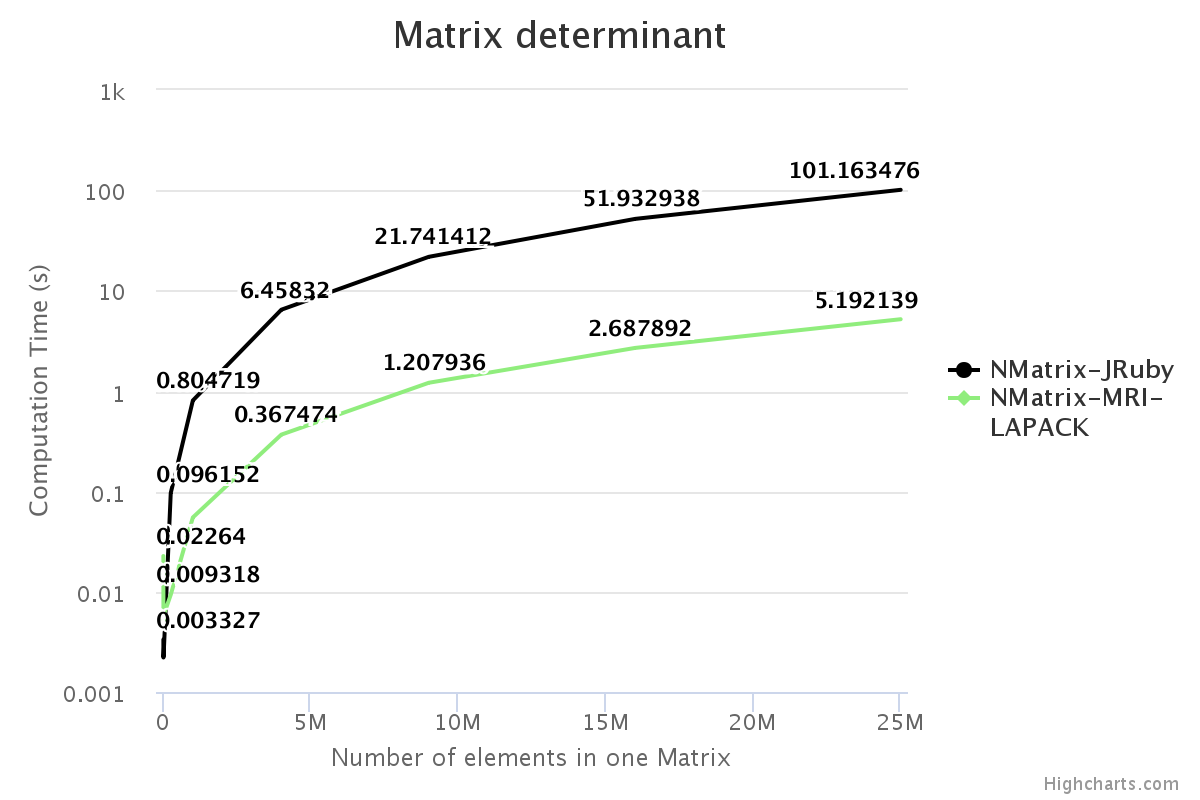 Matrix determinant
1k
100
10
1
0.1
0.01
0.001
Computation Time (s)
101.163476
51.932938
21.741412
6.45832
5.192139
2.687892
1.207936
0.804719
0.367474
0.096152
0.02264
0.009318
0.003327
NMatrix-JRuby
NMatrix-MRI-
LAPACK
0 5M 10M 15M 20M 25M
Number of elements in one Matrix
Highcharts.com